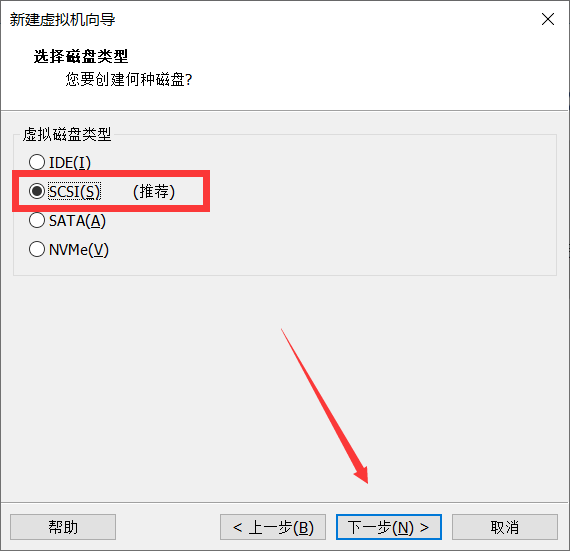 新建虚拟机向导
选择磁盘类型
您要创建何种磁盘?
虚拟磁盘类型
IDE(I)
SCSI(S) (推荐)
SATA(A)
NVMe(V)
帮助 < 上一步(B) 下一步(N) > 取消